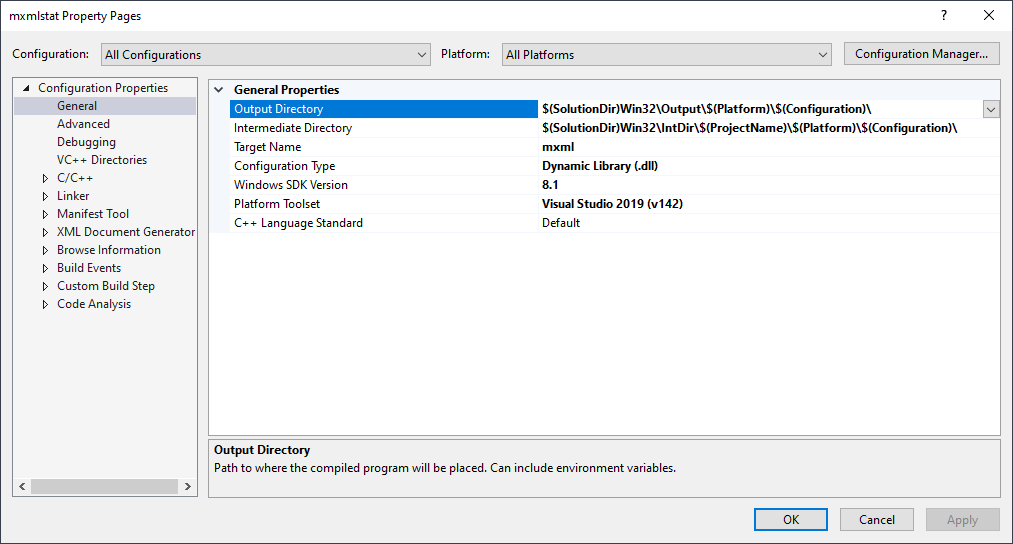 mxmlstat Property Pages
?
Configuration: All Configurations Platform: All Platforms Configuration Manager...
Configuration Properties
General
Advanced
Debugging
VC++ Directories
C/C++
Linker
Manifest Tool
XML Document Generator
Browse Information
Build Events
Custom Build Step
Code Analysis
General Properties
Output Directory $(SolutionDir)Win32\Output\$(Platform)\$(Configuration)\
Intermediate Directory $(SolutionDir)Win32\IntDir\$(ProjectName)\$(Platform)\$(Configuration)\
Target Name mxml
Configuration Type Dynamic Library (.dll)
Windows SDK Version 8.1
Platform Toolset Visual Studio 2019 (v142)
C++ Language Standard Default
Output Directory
Path to where the compiled program will be placed. Can include environment variables.
OK Cancel Apply